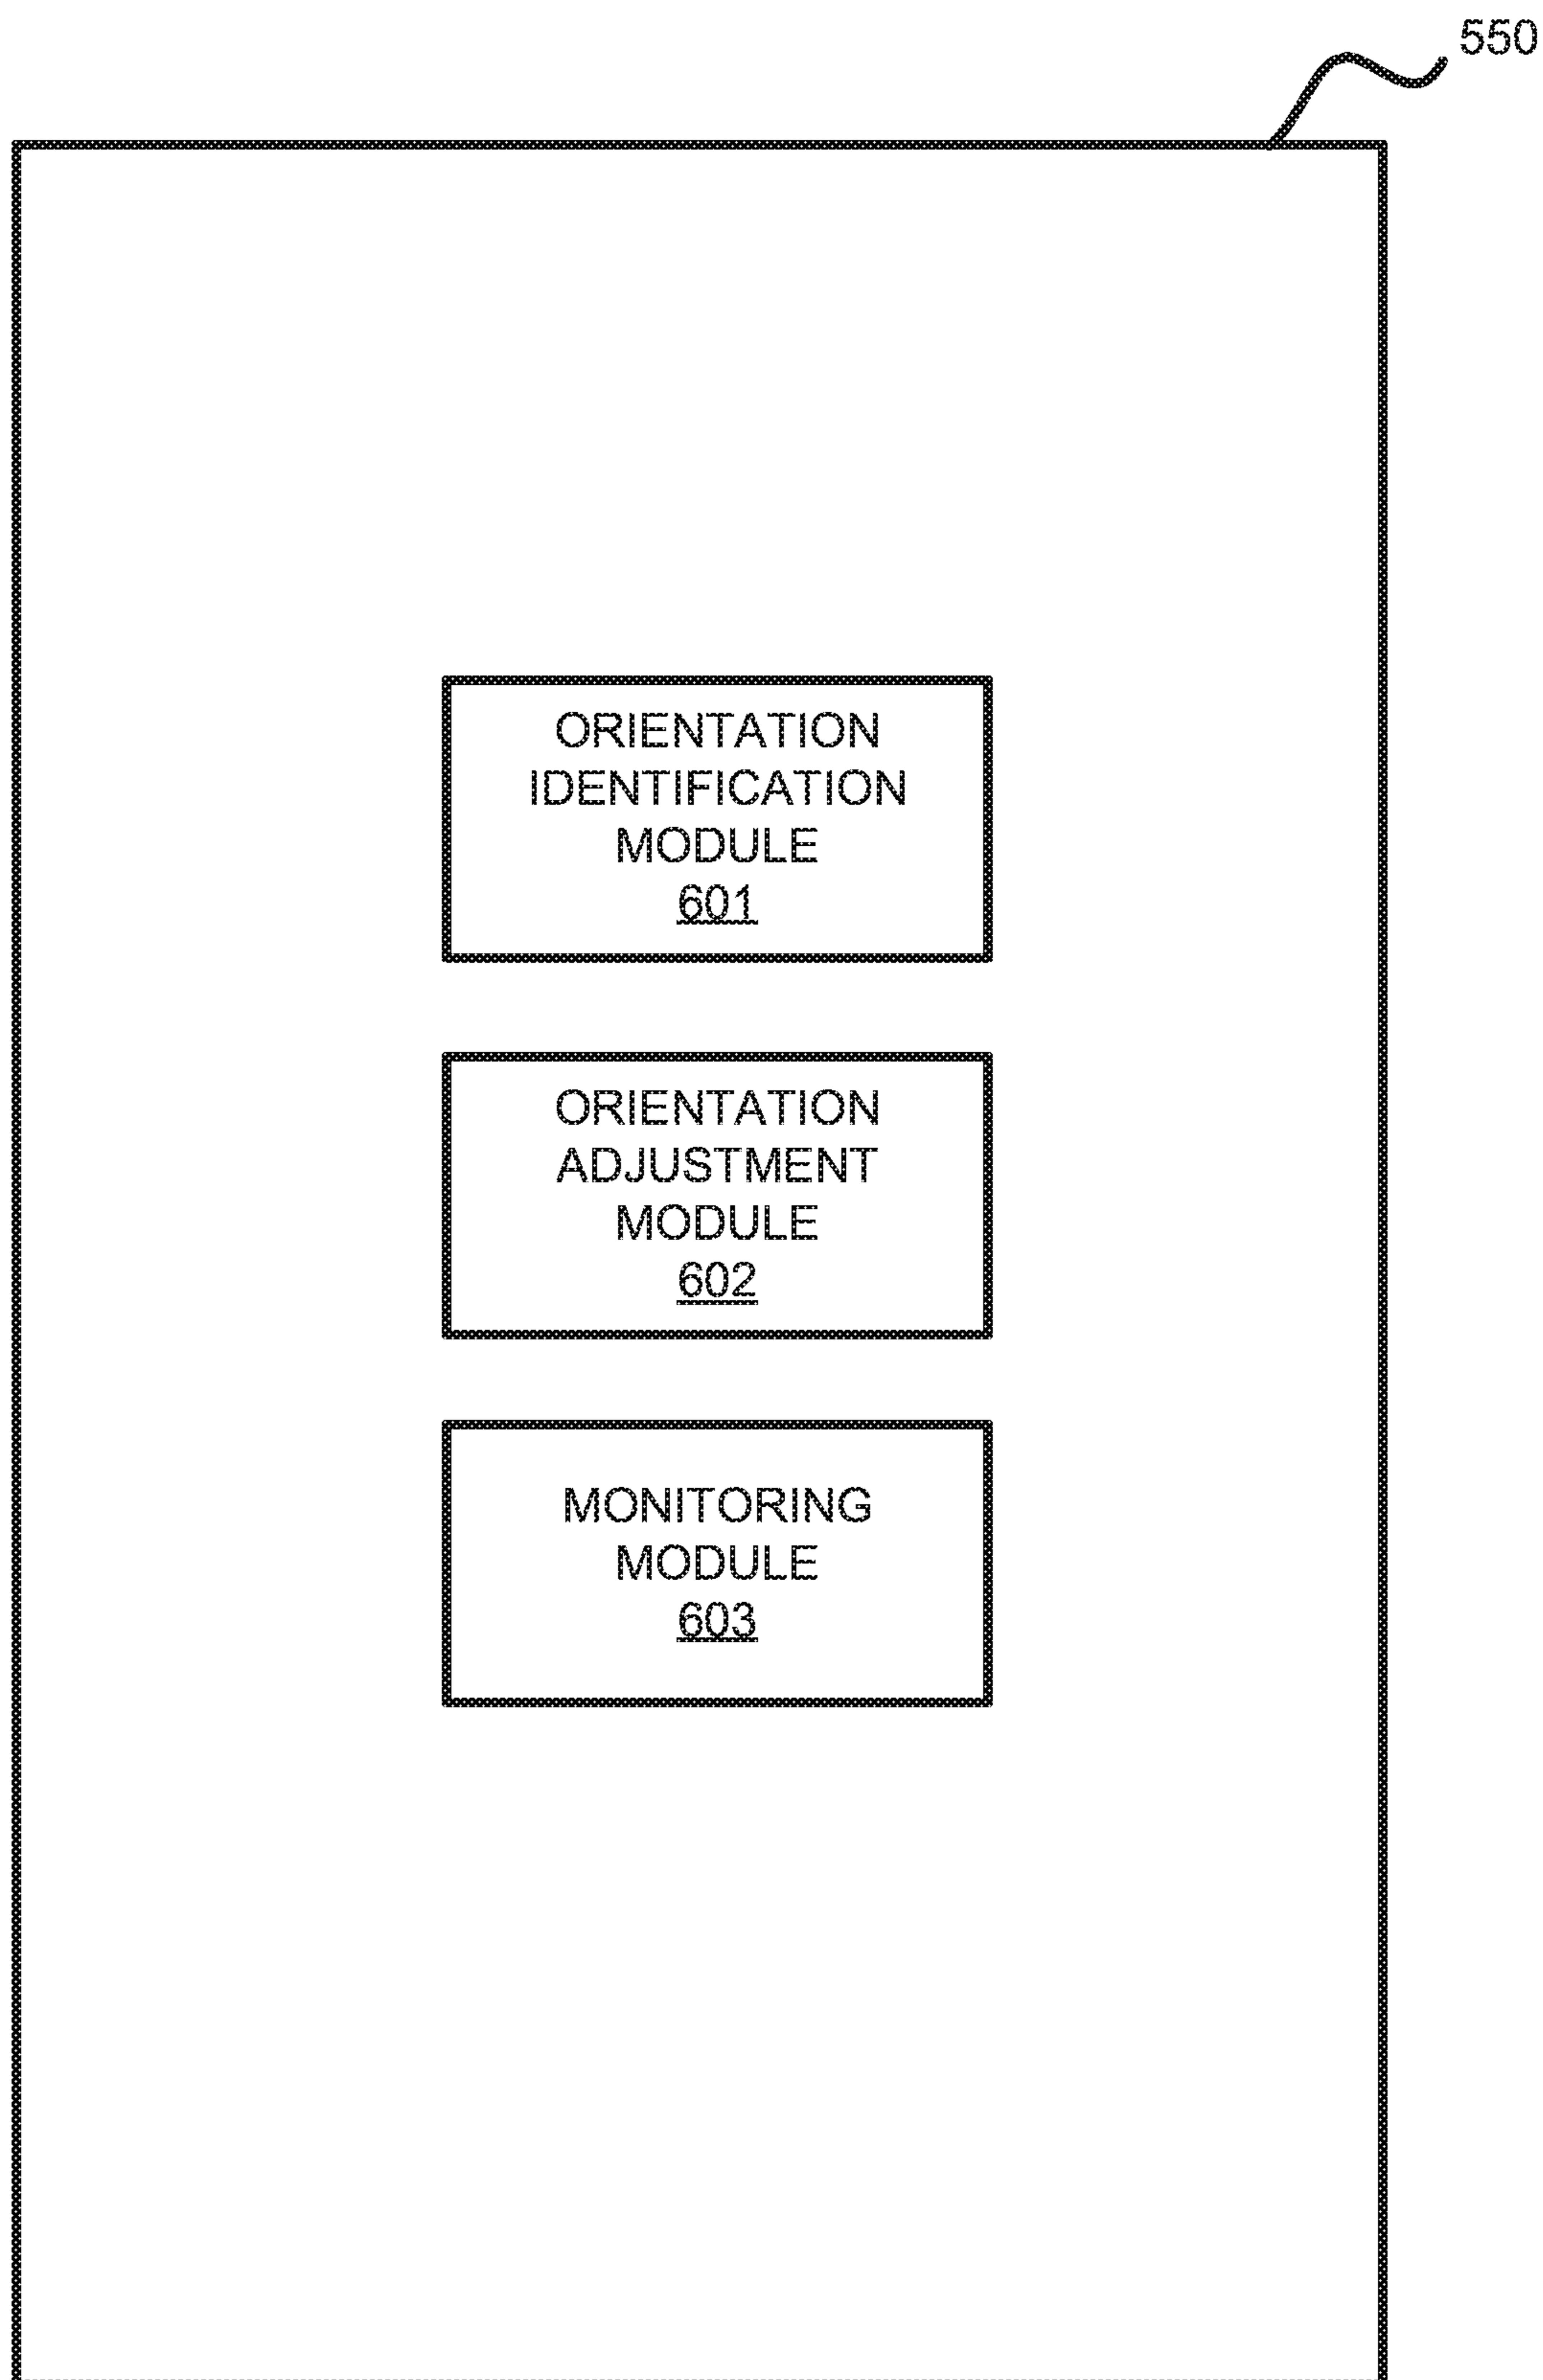 550
ORIENTATION
IDENTIFICATION
MODULE
601
ORIENTATION
ADJUSTMENT
MODULE
602
MONITORING
MODULE
603